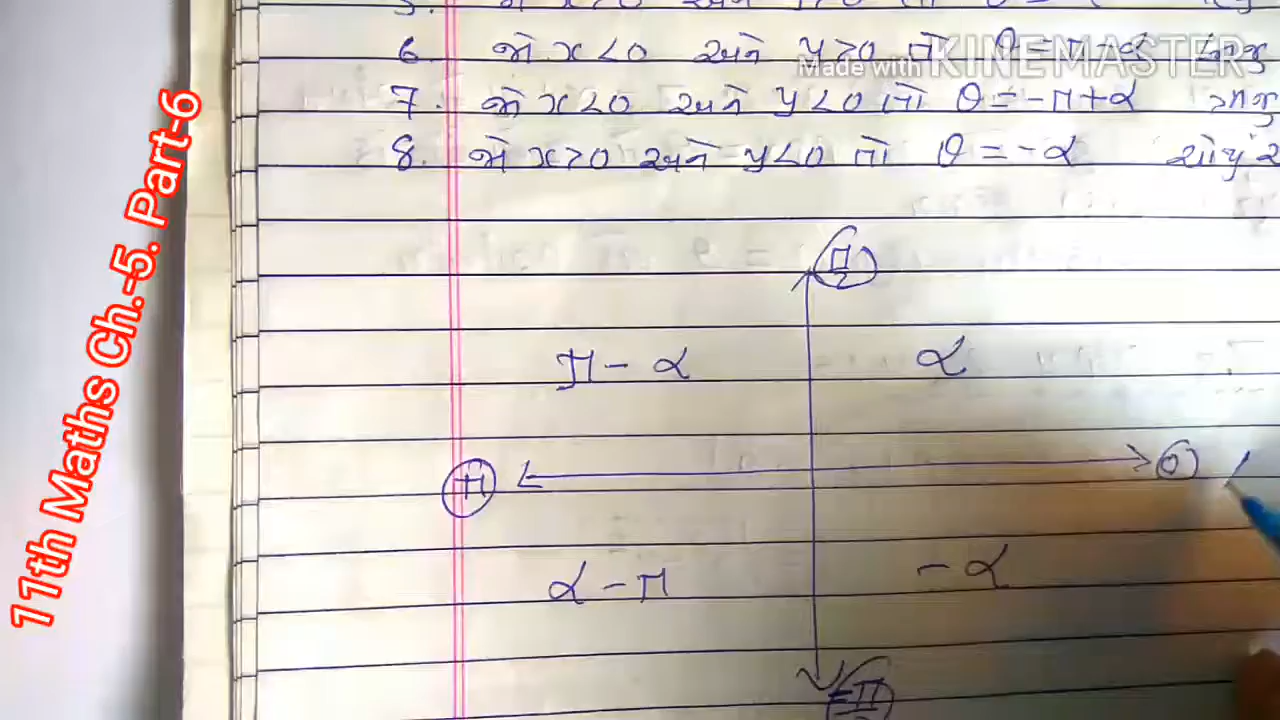 6. જો x<0 અને y>0 તો θ=π-α
Made with KINEMASTER
7. જો x<0 અને y<0 તો θ=-π+α
8. જો x>0 અને y<0 તો θ=-α
π/2
π-α α
π 0
α-π -α
-π
11th Maths Ch.-5. Part-6